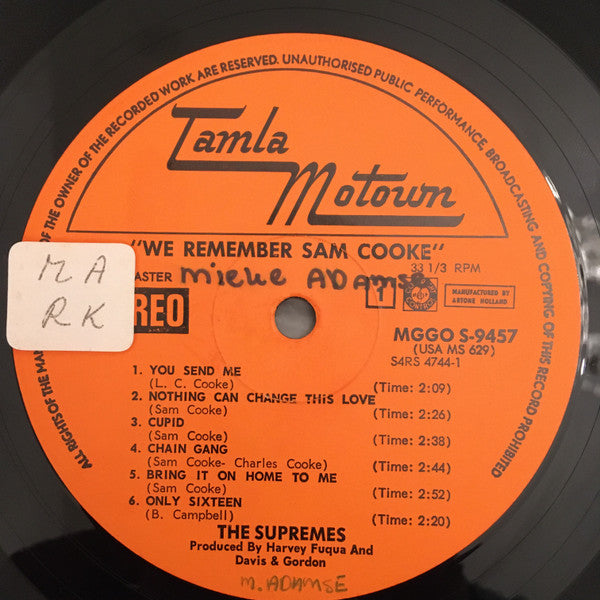 ALL RIGHTS OF THE MAN OF THE OWNER OF THE RECORDED WORK ARE RESERVED. UNAUTHORISED PUBLIC PERFORMANCE, BROADCASTING AND COPYING OF THIS RECORD PROHIBITED
Tamla
Motown
"WE REMEMBER SAM COOKE"
ASTER Mieke ADAMSE 33 1/3 RPM
M A
R K
REO
1
MANUFACTURED BY
ARTONE HOLLAND
MGGO S-9457
(USA MS 629)
S4RS 4744-1
1. YOU SEND ME
(L. C. Cooke) (Time: 2:09)
2. NOTHING CAN CHANGE THIS LOVE
(Sam Cooke) (Time: 2:26)
3. CUPID
(Sam Cooke) (Time: 2:38)
4. CHAIN GANG
(Sam Cooke- Charles Cooke) (Time: 2:44)
5. BRING IT ON HOME TO ME
(Sam Cooke) (Time: 2:52)
6. ONLY SIXTEEN
(B. Campbell) (Time: 2:20)
THE SUPREMES
Produced By Harvey Fuqua And
Davis & Gordon
M. ADAMSE